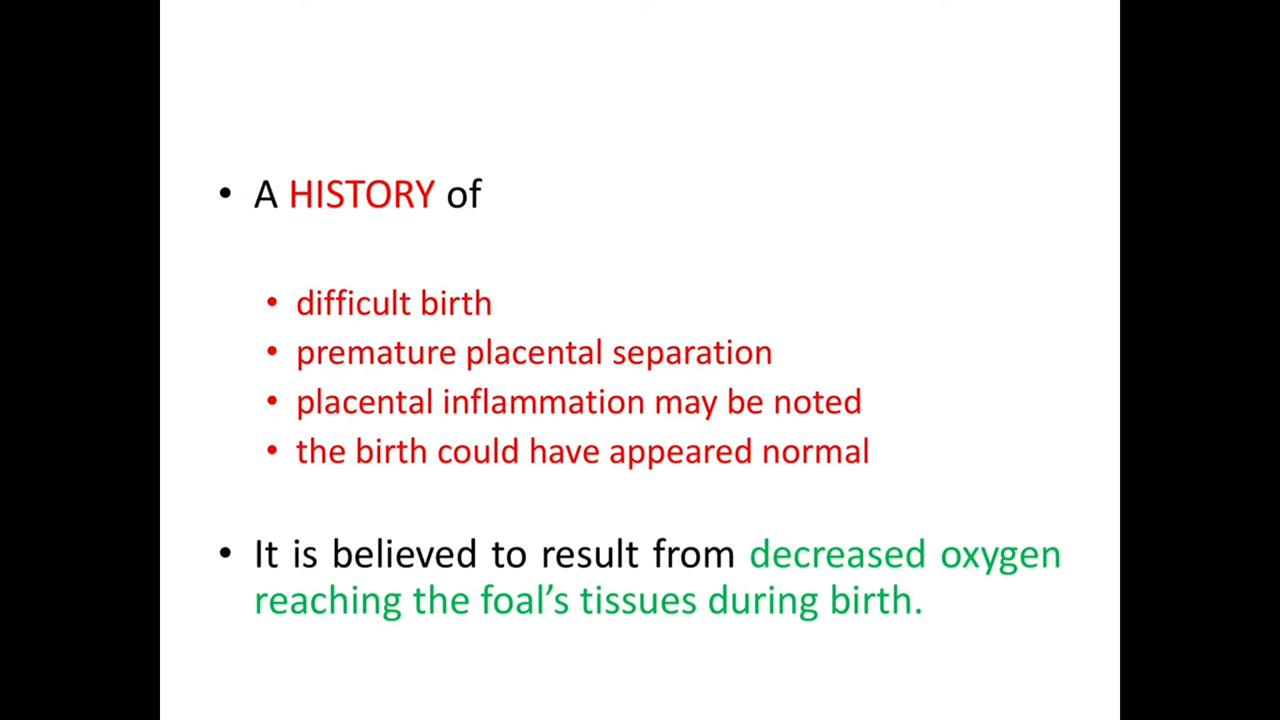 • A HISTORY of
• difficult birth
• premature placental separation
• placental inflammation may be noted
• the birth could have appeared normal
• It is believed to result from decreased oxygen
reaching the foal’s tissues during birth.